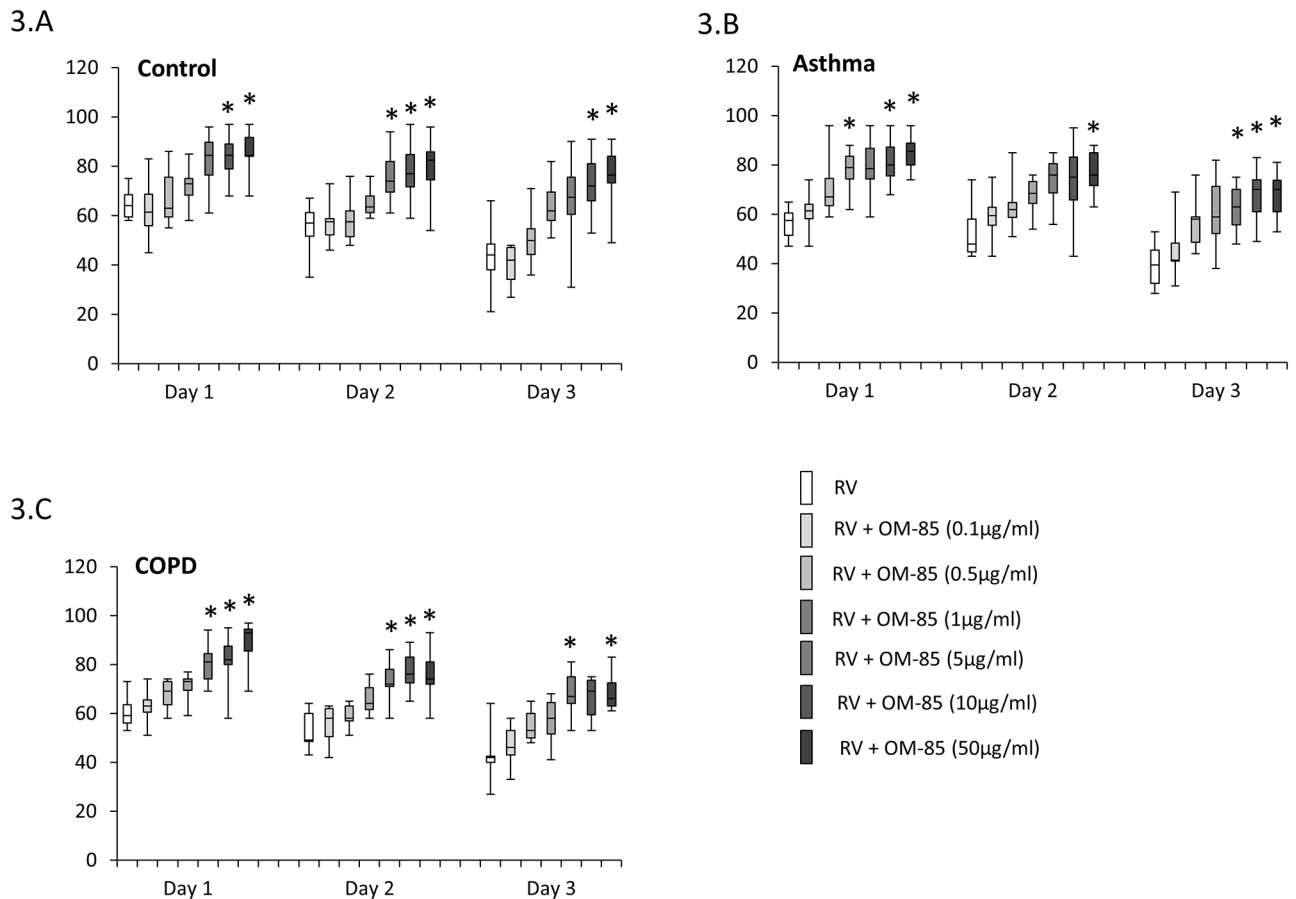 3.A
Control
120
100
80
60
40
20
0
* * * * * * *
Day 1 Day 2 Day 3
3.B
Asthma
120
100
80
60
40
20
0
* * * * * * *
Day 1 Day 2 Day 3
3.C
COPD
120
100
80
60
40
20
0
* * * * * * * *
Day 1 Day 2 Day 3
RV
RV + OM-85 (0.1µg/ml)
RV + OM-85 (0.5µg/ml)
RV + OM-85 (1µg/ml)
RV + OM-85 (5µg/ml)
RV + OM-85 (10µg/ml)
RV + OM-85 (50µg/ml)